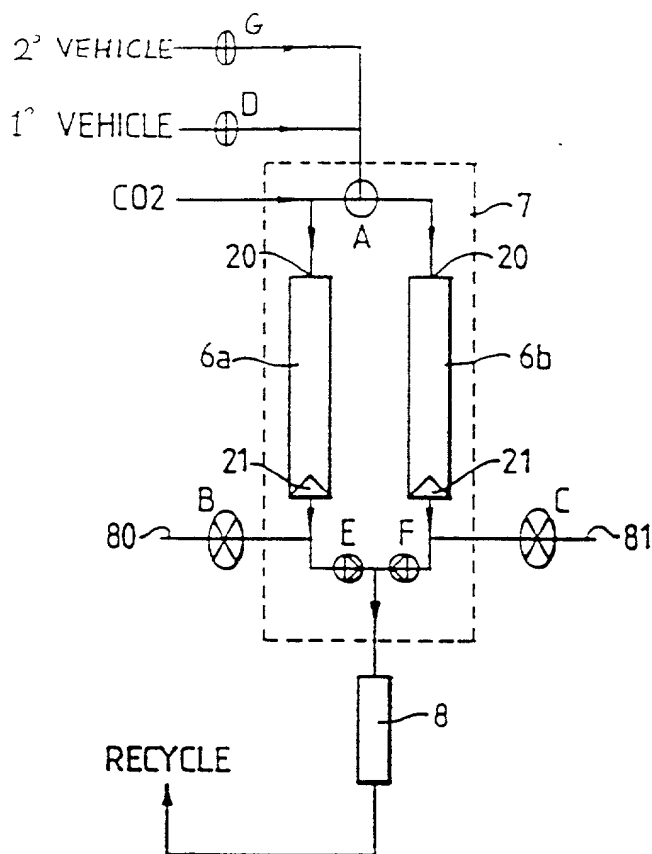 G
2° VEHICLE
D
1° VEHICLE
CO2
7
A
20 20
6a 6b
21 21
B C
80 E F 81
8
RECYCLE